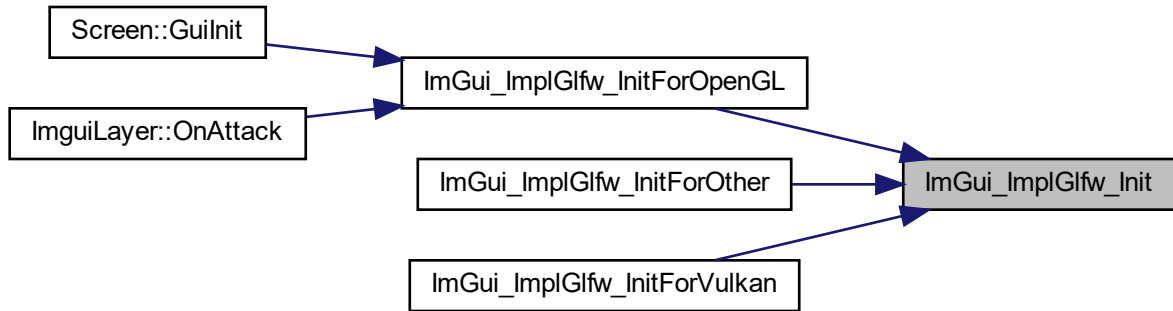 Screen::GuiInit
ImGui_ImplGlfw_InitForOpenGL
ImguiLayer::OnAttack
ImGui_ImplGlfw_InitForOther
ImGui_ImplGlfw_Init
ImGui_ImplGlfw_InitForVulkan